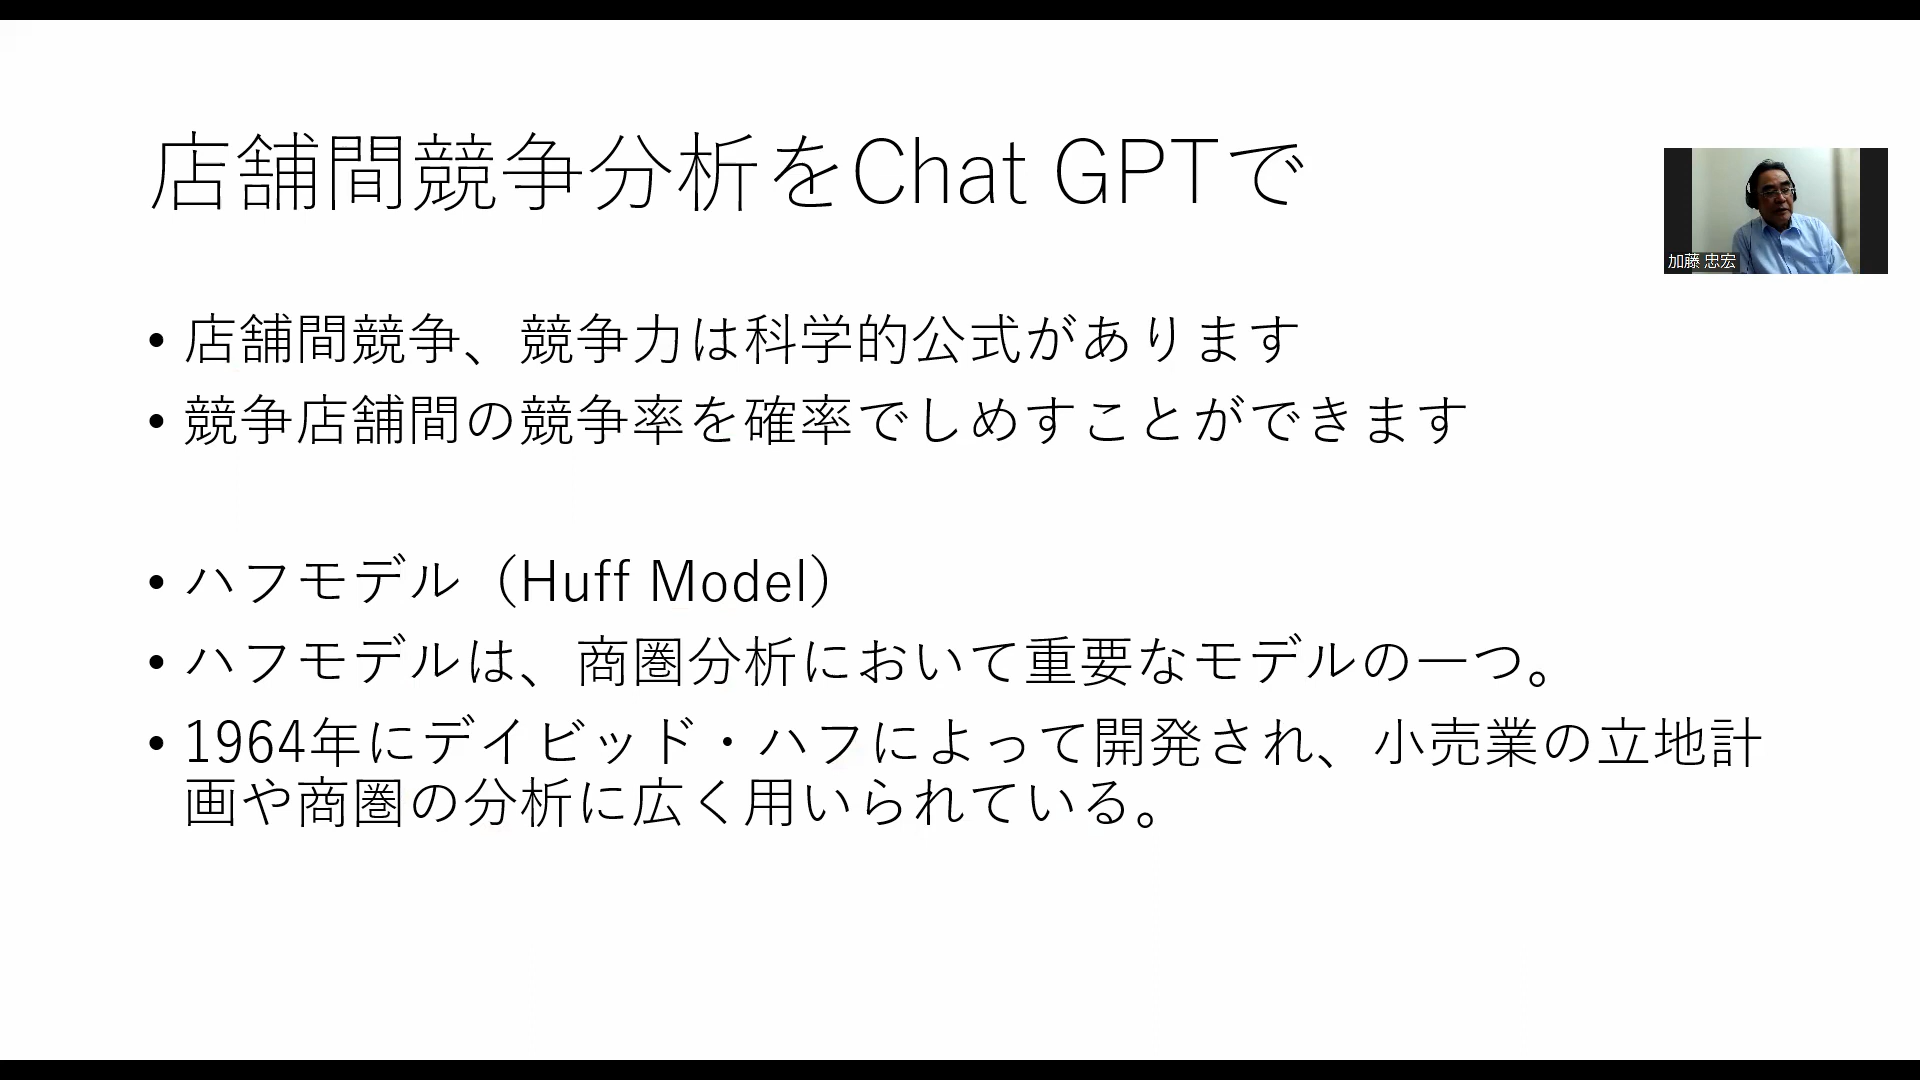 店舗間競争分析をChat GPTで
加藤 忠宏
• 店舗間競争、競争力は科学的公式があります
• 競争店舗間の競争率を確率でしめすことができます
• ハフモデル（Huff Model）
• ハフモデルは、商圏分析において重要なモデルの一つ。
• 1964年にデイビッド・ハフによって開発され、小売業の立地計
画や商圏の分析に広く用いられている。